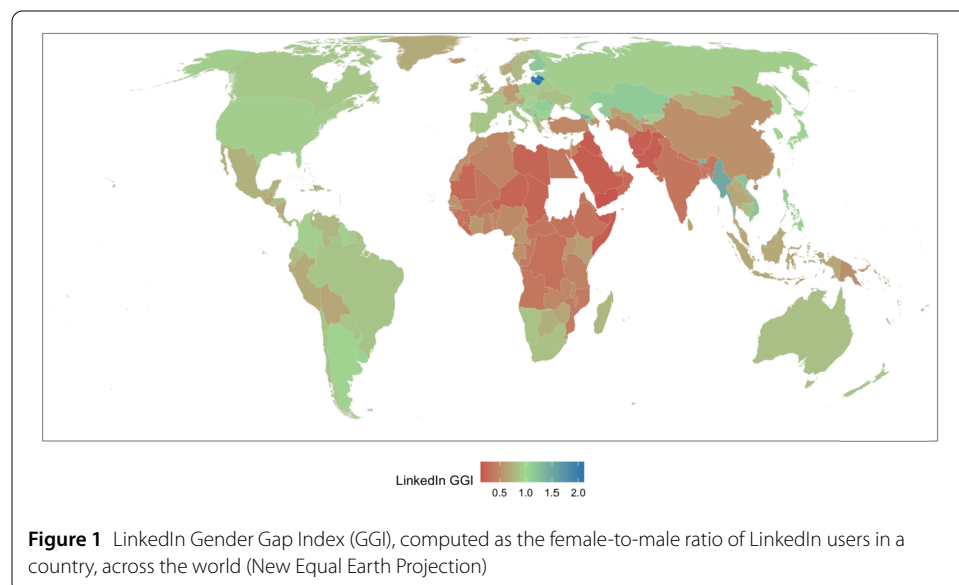 LinkedIn GGI
0.5 1.0 1.5 2.0
Figure 1 LinkedIn Gender Gap Index (GGI), computed as the female-to-male ratio of LinkedIn users in a
country, across the world (New Equal Earth Projection)